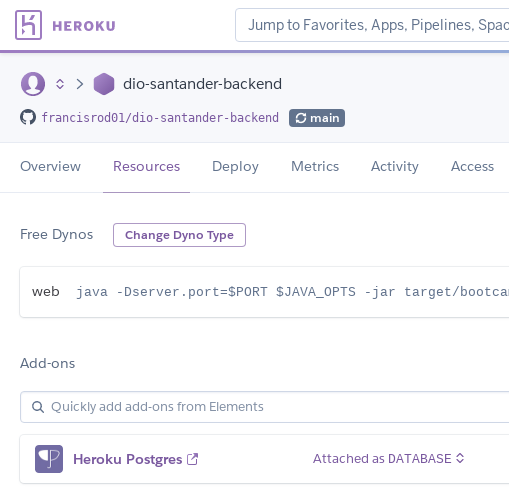 HEROKU
Jump to Favorites, Apps, Pipelines, Spac
dio-santander-backend
francisrod01/dio-santander-backend main
Overview Resources Deploy Metrics Activity Access
Free Dynos Change Dyno Type
web java -Dserver.port=$PORT $JAVA_OPTS -jar target/bootca
Add-ons
Quickly add add-ons from Elements
Heroku Postgres Attached as DATABASE